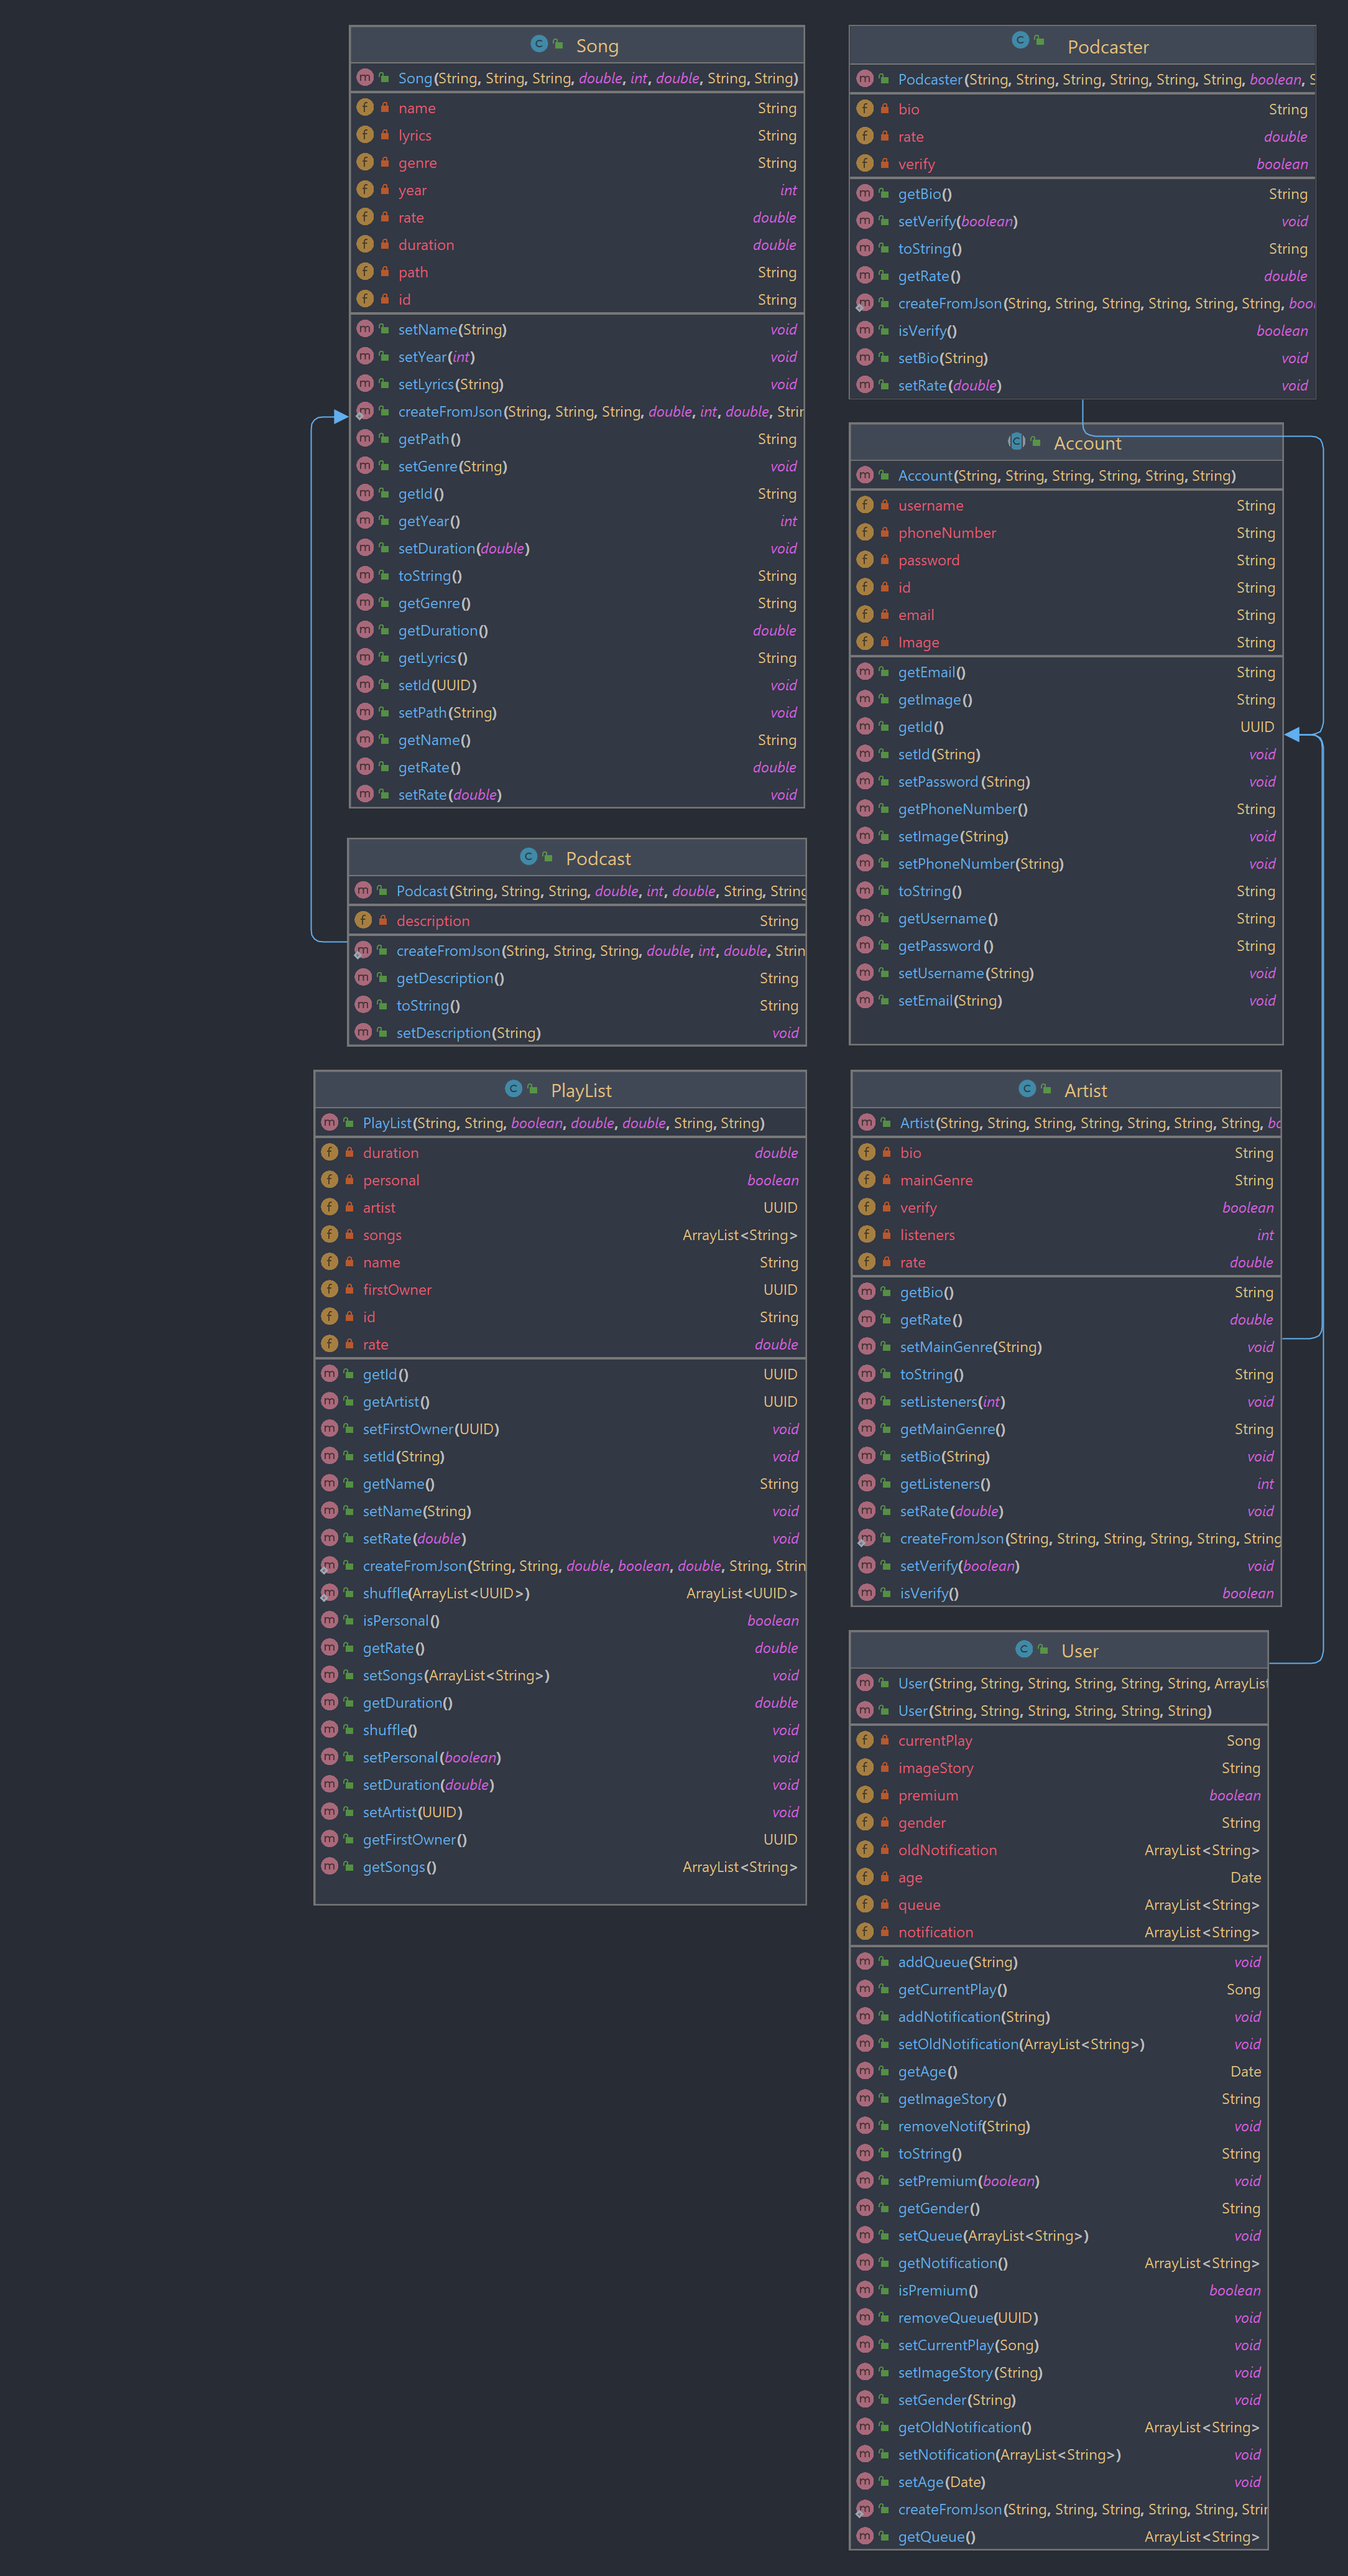 Song
Song(String, String, String, double, int, double, String, String)
name String
lyrics String
genre String
year int
rate double
duration double
path String
id String
setName(String) void
setYear(int) void
setLyrics(String) void
createFromJson(String, String, String, double, int, double, Strin
getPath() String
setGenre(String) void
getId() String
getYear() int
setDuration(double) void
toString() String
getGenre() String
getDuration() double
getLyrics() String
setId(UUID) void
setPath(String) void
getName() String
getRate() double
setRate(double) void
Podcast
Podcast(String, String, String, double, int, double, String, String
description String
createFromJson(String, String, String, double, int, double, Strin
getDescription() String
toString() String
setDescription(String) void
PlayList
PlayList(String, String, boolean, double, double, String, String)
duration double
personal boolean
artist UUID
songs ArrayList<String>
name String
firstOwner UUID
id String
rate double
getId() UUID
getArtist() UUID
setFirstOwner(UUID) void
setId(String) void
getName() String
setName(String) void
setRate(double) void
createFromJson(String, String, double, boolean, double, String, Strin
shuffle(ArrayList<UUID>) ArrayList<UUID>
isPersonal() boolean
getRate() double
setSongs(ArrayList<String>) void
getDuration() double
shuffle() void
setPersonal(boolean) void
setDuration(double) void
setArtist(UUID) void
getFirstOwner() UUID
getSongs() ArrayList<String>
Podcaster
Podcaster(String, String, String, String, String, String, boolean, S
bio String
rate double
verify boolean
getBio() String
setVerify(boolean) void
toString() String
getRate() double
createFromJson(String, String, String, String, String, String, bool
isVerify() boolean
setBio(String) void
setRate(double) void
Account
Account(String, String, String, String, String, String)
username String
phoneNumber String
password String
id String
email String
Image String
getEmail() String
getImage() String
getId() UUID
setId(String) void
setPassword(String) void
getPhoneNumber() String
setImage(String) void
setPhoneNumber(String) void
toString() String
getUsername() String
getPassword() String
setUsername(String) void
setEmail(String) void
Artist
Artist(String, String, String, String, String, String, String, bo
bio String
mainGenre String
verify boolean
listeners int
rate double
getBio() String
getRate() double
setMainGenre(String) void
toString() String
setListeners(int) void
getMainGenre() String
setBio(String) void
getListeners() int
setRate(double) void
createFromJson(String, String, String, String, String, String
setVerify(boolean) void
isVerify() boolean
User
User(String, String, String, String, String, String, ArrayList
User(String, String, String, String, String, String)
currentPlay Song
imageStory String
premium boolean
gender String
oldNotification ArrayList<String>
age Date
queue ArrayList<String>
notification ArrayList<String>
addQueue(String) void
getCurrentPlay() Song
addNotification(String) void
setOldNotification(ArrayList<String>) void
getAge() Date
getImageStory() String
removeNotif(String) void
toString() String
setPremium(boolean) void
getGender() String
setQueue(ArrayList<String>) void
getNotification() ArrayList<String>
isPremium() boolean
removeQueue(UUID) void
setCurrentPlay(Song) void
setImageStory(String) void
setGender(String) void
getOldNotification() ArrayList<String>
setNotification(ArrayList<String>) void
setAge(Date) void
createFromJson(String, String, String, String, String, Strin
getQueue() ArrayList<String>